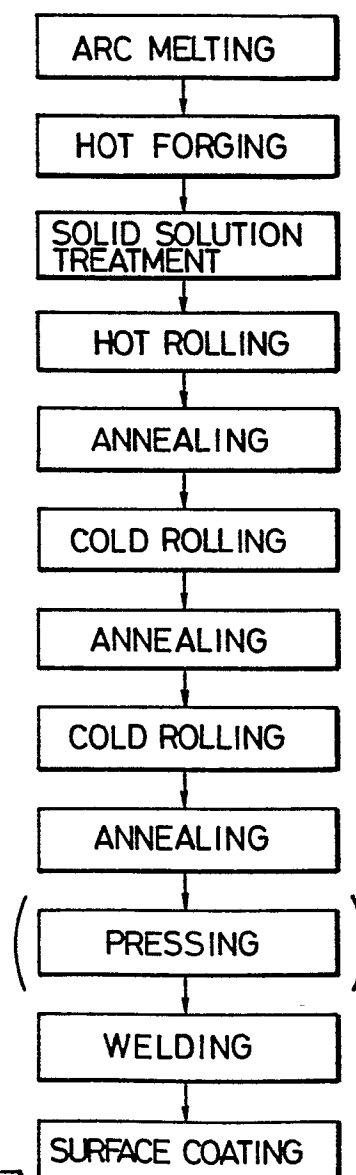 ARC MELTING
HOT FORGING
SOLID SOLUTION
TREATMENT
HOT ROLLING
ANNEALING
COLD ROLLING
ANNEALING
COLD ROLLING
ANNEALING
( PRESSING )
WELDING
SURFACE COATING